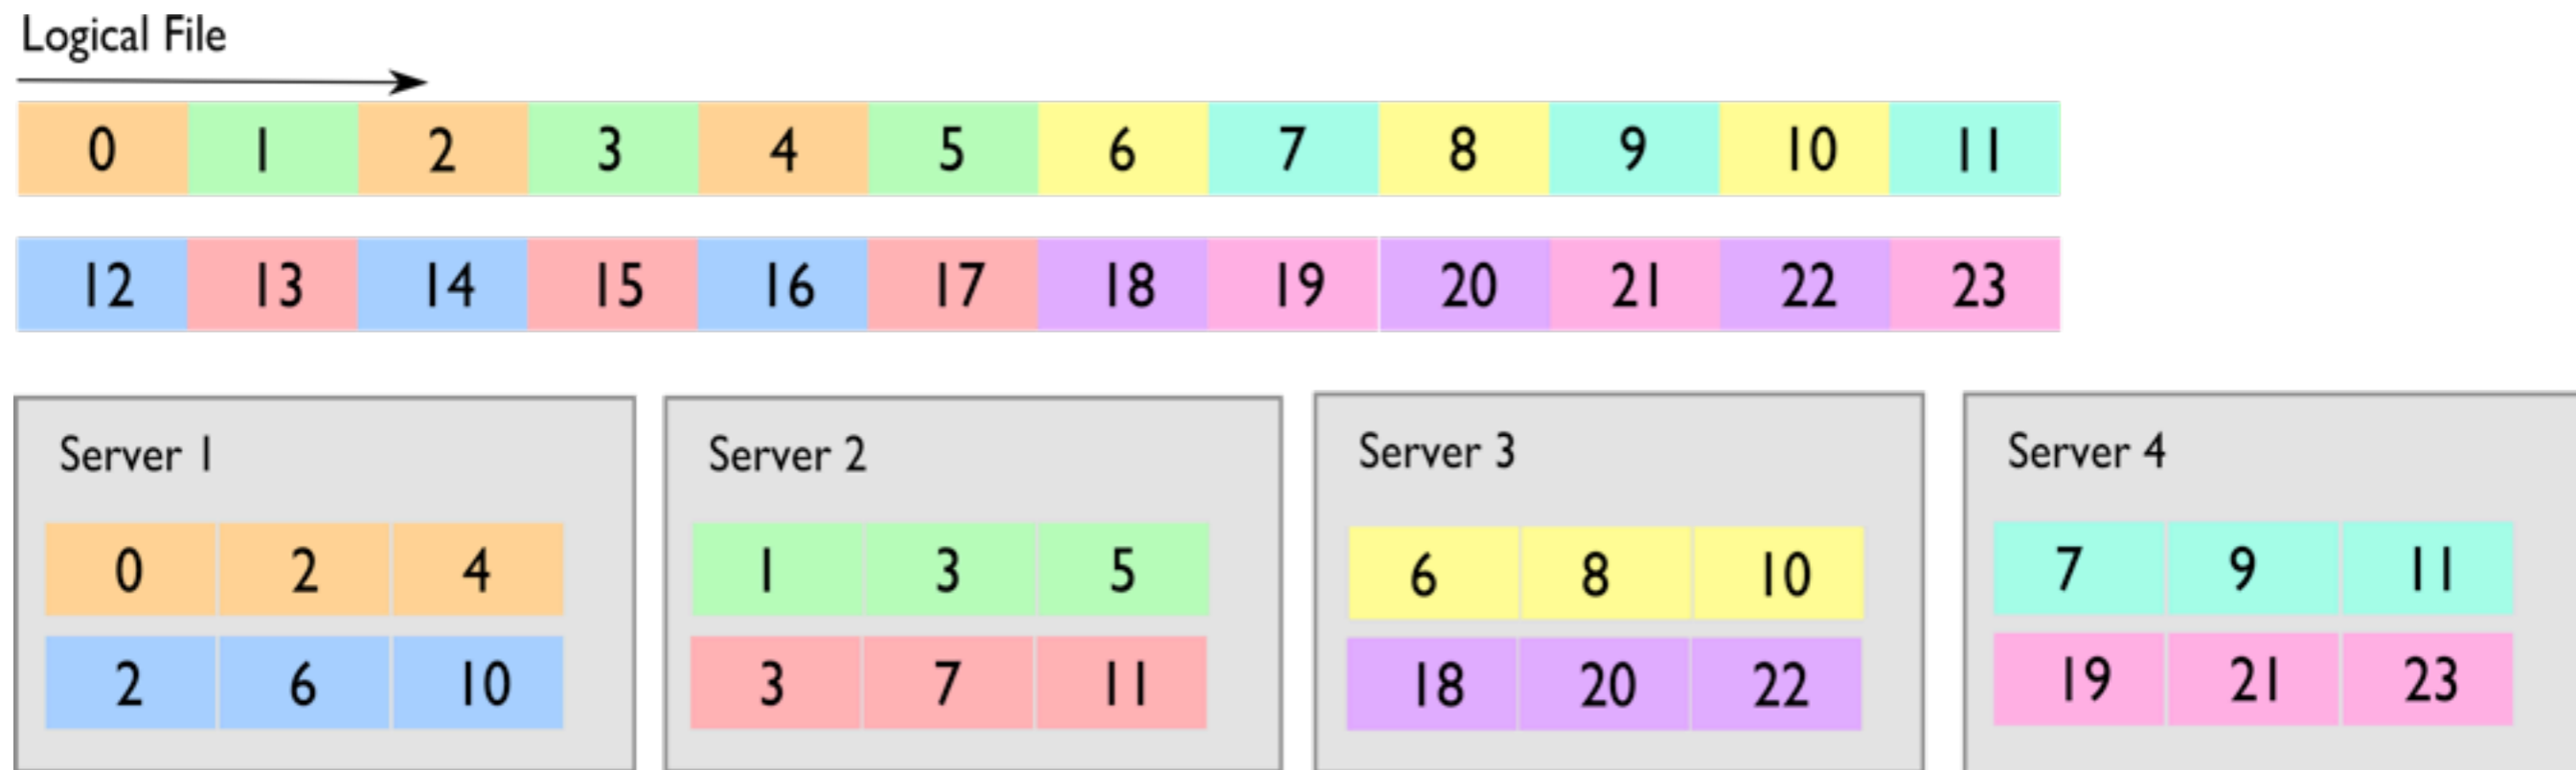 Logical File
0 1 2 3 4 5 6 7 8 9 10 11
12 13 14 15 16 17 18 19 20 21 22 23
Server 1
0 2 4
2 6 10
Server 2
1 3 5
3 7 11
Server 3
6 8 10
18 20 22
Server 4
7 9 11
19 21 23